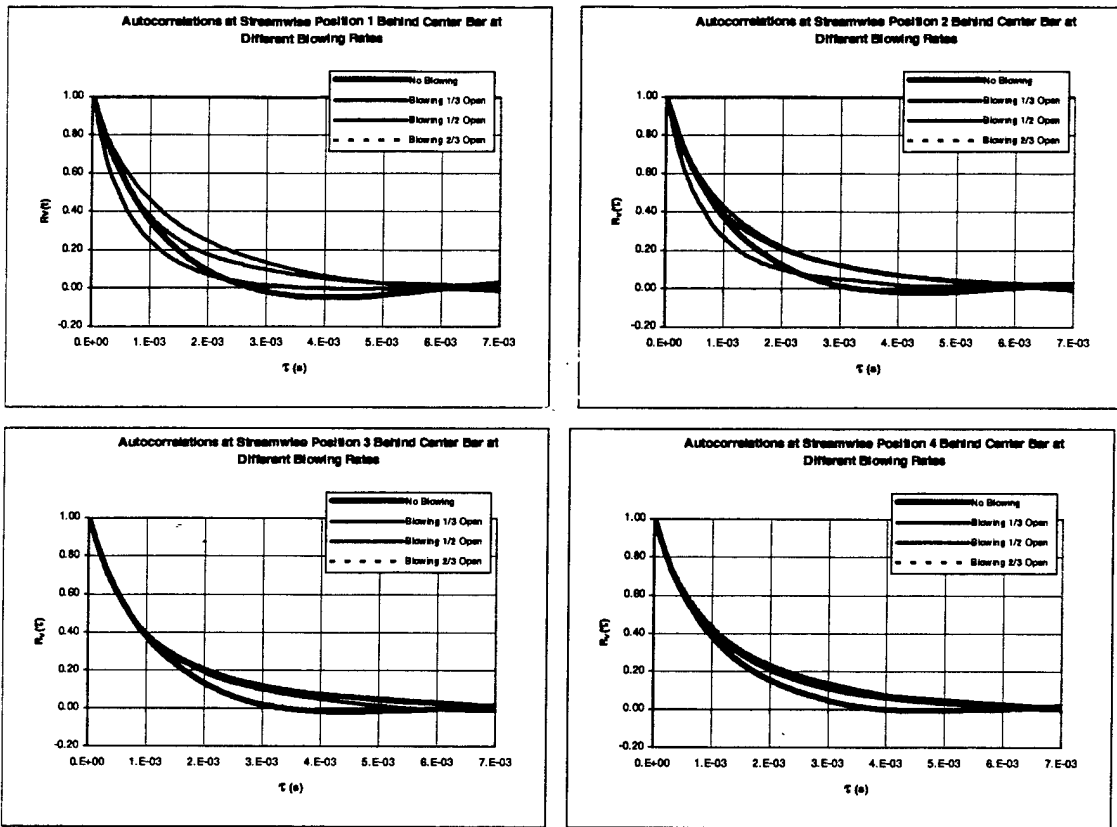 Autocorrelations at Streamwise Position 1 Behind Center Bar at
Different Blowing Rates
No Blowing
Blowing 1/3 Open
Blowing 1/2 Open
Blowing 2/3 Open
1.00
0.80
0.60
0.40
0.20
0.00
-0.20
Rv(t)
0.E+00 1.E-03 2.E-03 3.E-03 4.E-03 5.E-03 6.E-03 7.E-03
τ (s)
Autocorrelations at Streamwise Position 2 Behind Center Bar at
Different Blowing Rates
No Blowing
Blowing 1/3 Open
Blowing 1/2 Open
Blowing 2/3 Open
1.00
0.80
0.60
0.40
0.20
0.00
-0.20
Rᵥ(τ)
0.E+00 1.E-03 2.E-03 3.E-03 4.E-03 5.E-03 6.E-03 7.E-03
τ (s)
Autocorrelations at Streamwise Position 3 Behind Center Bar at
Different Blowing Rates
No Blowing
Blowing 1/3 Open
Blowing 1/2 Open
Blowing 2/3 Open
1.00
0.80
0.60
0.40
0.20
0.00
-0.20
Rᵥ(τ)
0.E+00 1.E-03 2.E-03 3.E-03 4.E-03 5.E-03 6.E-03 7.E-03
τ (s)
Autocorrelations at Streamwise Position 4 Behind Center Bar at
Different Blowing Rates
No Blowing
Blowing 1/3 Open
Blowing 1/2 Open
Blowing 2/3 Open
1.00
0.80
0.60
0.40
0.20
0.00
-0.20
Rᵥ(τ)
0.E+00 1.E-03 2.E-03 3.E-03 4.E-03 5.E-03 6.E-03 7.E-03
τ (s)